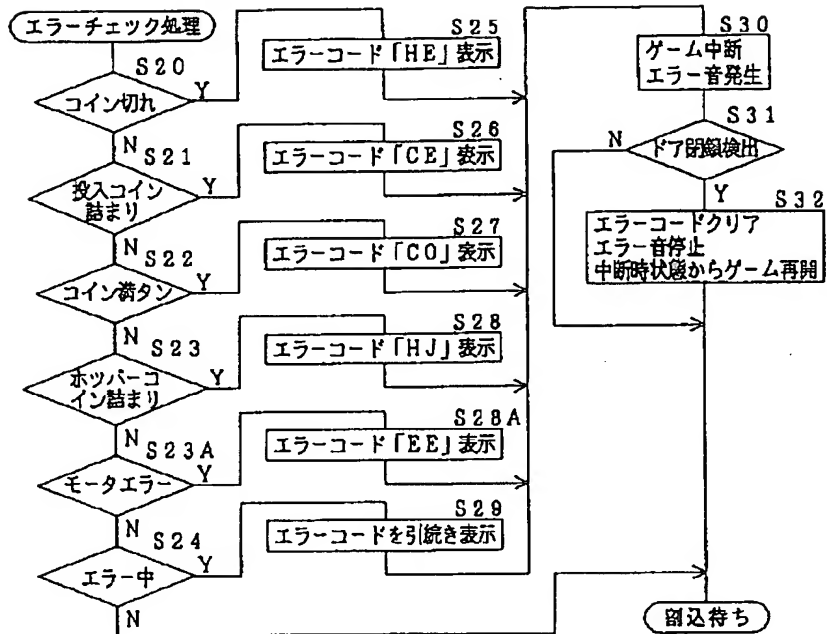 エラーチェック処理
S20
コイン切れ
Y
N
S21
投入コイン
詰まり
Y
N
S22
コイン満タン
Y
N
S23
ホッパーコ
イン詰まり
Y
N
S23A
モータエラー
Y
N
S24
エラー中
Y
N
S25
エラーコード「HE」表示
S26
エラーコード「CE」表示
S27
エラーコード「CO」表示
S28
エラーコード「HJ」表示
S28A
エラーコード「EE」表示
S29
エラーコードを引続き表示
S30
ゲーム中断
エラー音発生
S31
N
ドア閉鎖検出
Y
S32
エラーコードクリア
エラー音停止
中断時状態からゲーム再開
割込待ち